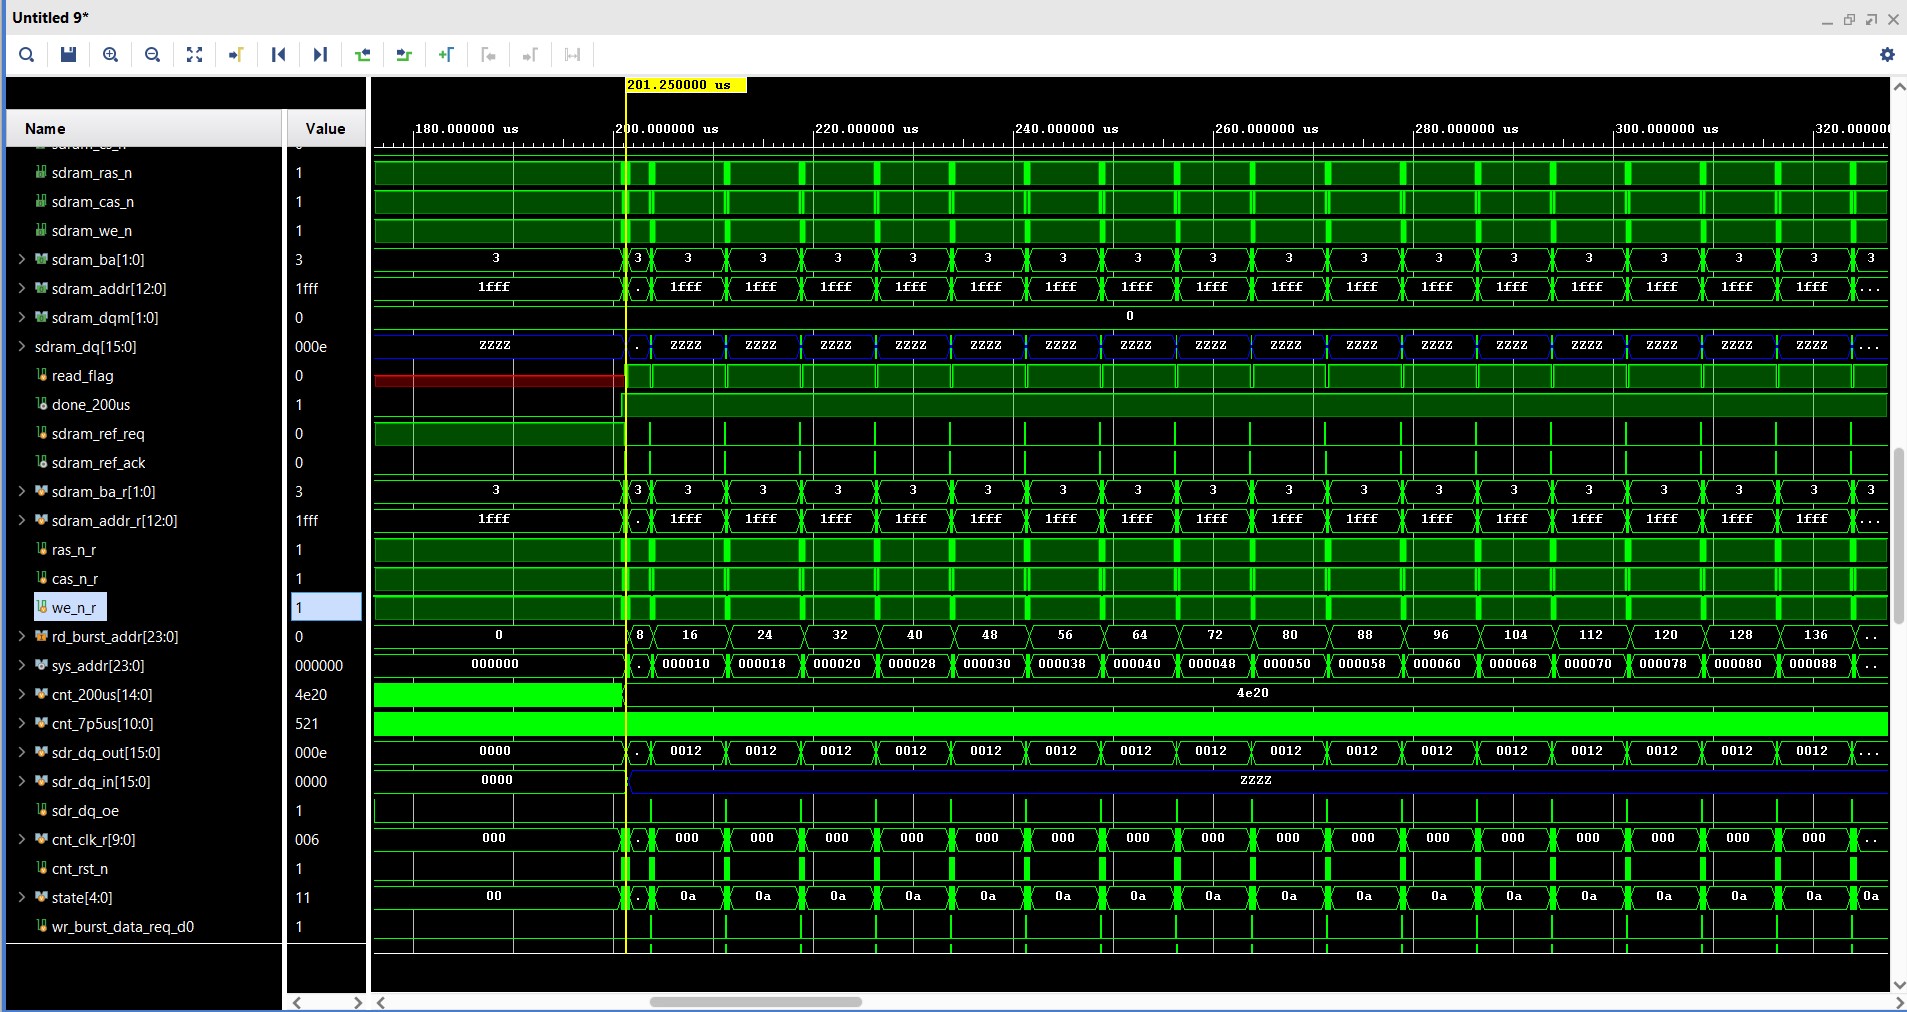 Untitled 9*
201.250000 us
Name Value
180.000000 us 200.000000 us 220.000000 us 240.000000 us 260.000000 us 280.000000 us 300.000000 us 320.00000
sdram_cs_n
sdram_ras_n 1
sdram_cas_n 1
sdram_we_n 1
sdram_ba[1:0] 3 3 3 3 3 3 3 3 3 3 3 3 3 3 3 3 3 3 3
sdram_addr[12:0] 1fff 1fff . 1fff 1fff 1fff 1fff 1fff 1fff 1fff 1fff 1fff 1fff 1fff 1fff 1fff 1fff 1fff 1fff ...
sdram_dqm[1:0] 0 0
sdram_dq[15:0] 000e ZZZZ . ZZZZ ZZZZ ZZZZ ZZZZ ZZZZ ZZZZ ZZZZ ZZZZ ZZZZ ZZZZ ZZZZ ZZZZ ZZZZ ZZZZ ZZZZ ...
read_flag 0
done_200us 1
sdram_ref_req 0
sdram_ref_ack 0
sdram_ba_r[1:0] 3 3 3 3 3 3 3 3 3 3 3 3 3 3 3 3 3 3 3 3
sdram_addr_r[12:0] 1fff 1fff . 1fff 1fff 1fff 1fff 1fff 1fff 1fff 1fff 1fff 1fff 1fff 1fff 1fff 1fff ...
ras_n_r 1
cas_n_r 1
we_n_r 1
rd_burst_addr[23:0] 0 0 8 16 24 32 40 48 56 64 72 80 88 96 104 112 120 128 136 ..
sys_addr[23:0] 000000 000000 . 000010 000018 000020 000028 000030 000038 000040 000048 000050 000058 000060 000068 000070 000078 000080 000088 ..
cnt_200us[14:0] 4e20 4e20
cnt_7p5us[10:0] 521
sdr_dq_out[15:0] 000e 0000 . 0012 0012 0012 0012 0012 0012 0012 0012 0012 0012 0012 0012 0012 0012 0012 0012 ...
sdr_dq_in[15:0] 0000 0000 ZZZZ
sdr_dq_oe 1
cnt_clk_r[9:0] 006 000 . 000 000 000 000 000 000 000 000 000 000 000 000 000 000 000 000 ..
cnt_rst_n 1
state[4:0] 11 00 . 0a 0a 0a 0a 0a 0a 0a 0a 0a 0a 0a 0a 0a 0a 0a 0a 0a
wr_burst_data_req_d0 1